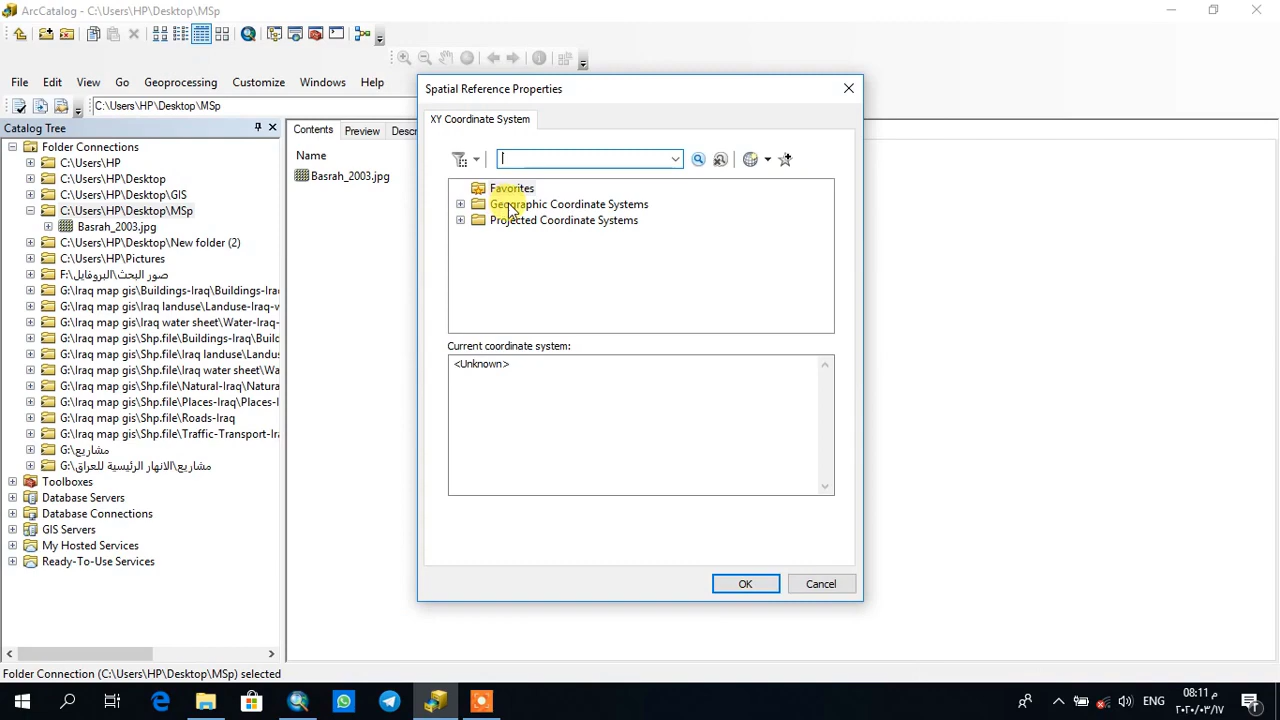 ArcCatalog - C:\Users\HP\Desktop\MSp
File Edit View Go Geoprocessing Customize Windows Help
C:\Users\HP\Desktop\MSp
Catalog Tree
Folder Connections
C:\Users\HP
C:\Users\HP\Desktop
C:\Users\HP\Desktop\GIS
C:\Users\HP\Desktop\MSp
Basrah_2003.jpg
C:\Users\HP\Desktop\New folder (2)
C:\Users\HP\Pictures
F:\صور البحث\البروفايل
G:\Iraq map gis\Buildings-Iraq\Buildings-Ira
G:\Iraq map gis\Iraq landuse\Landuse-Iraq-w
G:\Iraq map gis\Iraq water sheet\Water-Iraq-
G:\Iraq map gis\Shp.file\Buildings-Iraq\Build
G:\Iraq map gis\Shp.file\Iraq landuse\Landu
G:\Iraq map gis\Shp.file\Iraq water sheet\Wa
G:\Iraq map gis\Shp.file\Natural-Iraq\Natura
G:\Iraq map gis\Shp.file\Places-Iraq\Places-I
G:\Iraq map gis\Shp.file\Roads-Iraq
G:\Iraq map gis\Shp.file\Traffic-Transport-Ira
G:\مشاريع
G:\مشاريع\الانهار الرئيسية للعراق
Toolboxes
Database Servers
Database Connections
GIS Servers
My Hosted Services
Ready-To-Use Services
Contents Preview Descr
Name
Basrah_2003.jpg
Spatial Reference Properties
XY Coordinate System
Favorites
Geographic Coordinate Systems
Projected Coordinate Systems
Current coordinate system:
<Unknown>
OK Cancel
Folder Connection (C:\Users\HP\Desktop\MSp) selected
ENG
08:11 م
٢٠٢٠/٠٣/١٧